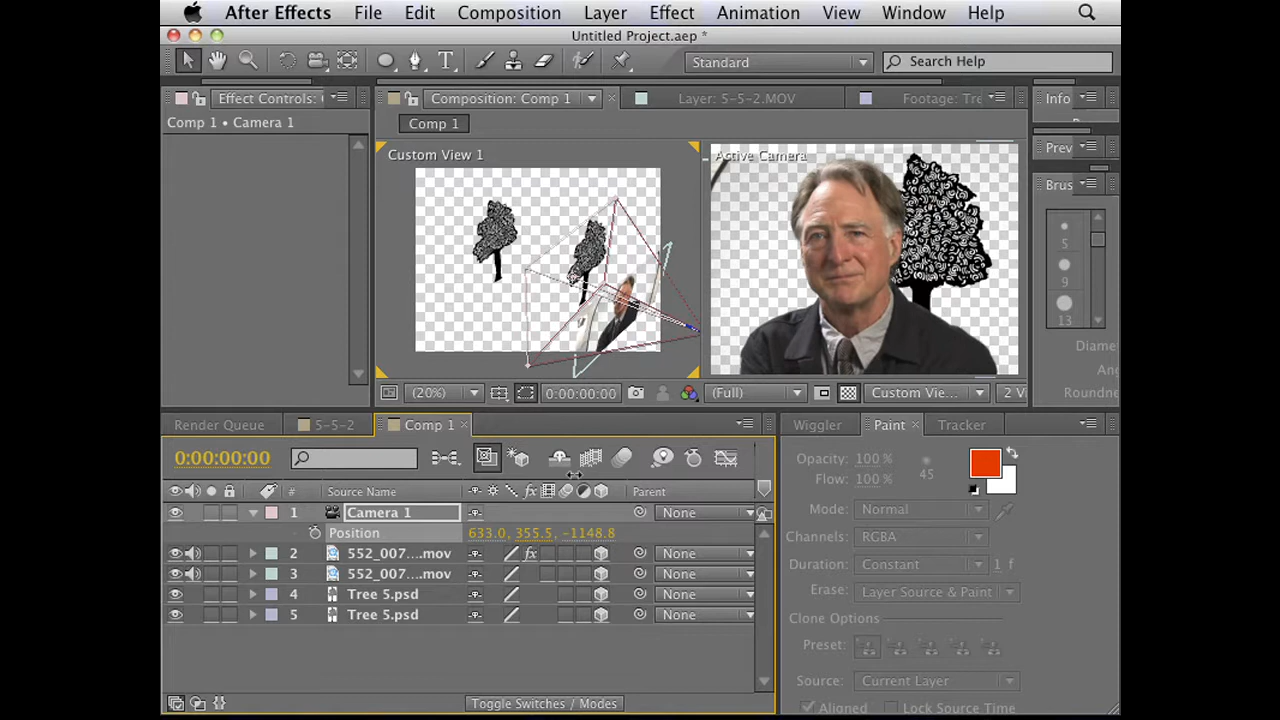 After Effects File Edit Composition Layer Effect Animation View Window Help
Untitled Project.aep *
Standard Search Help
Effect Controls: Composition: Comp 1 Layer: 5-5-2.MOV Footage: Tre Info
Comp 1 • Camera 1 Comp 1
Custom View 1 Active Camera Prev
Brus
5
9
13
Diame
Roundne
(20%) 0:00:00:00 (Full) Custom Vie... 2 Vi
Render Queue 5-5-2 Comp 1 Wiggler Paint Tracker
0:00:00:00 Opacity: 100 %
Flow: 100 % 45
# Source Name fx Parent
1 Camera 1 None Mode: Normal
Position 633.0, 355.5, -1148.8 Channels: RGBA
2 552_007....mov fx None
Duration: Constant 1 f
3 552_007....mov None
Erase: Layer Source & Paint
4 Tree 5.psd None
5 Tree 5.psd None Clone Options
Preset:
Source: Current Layer
Toggle Switches / Modes Aligned Lock Source Time